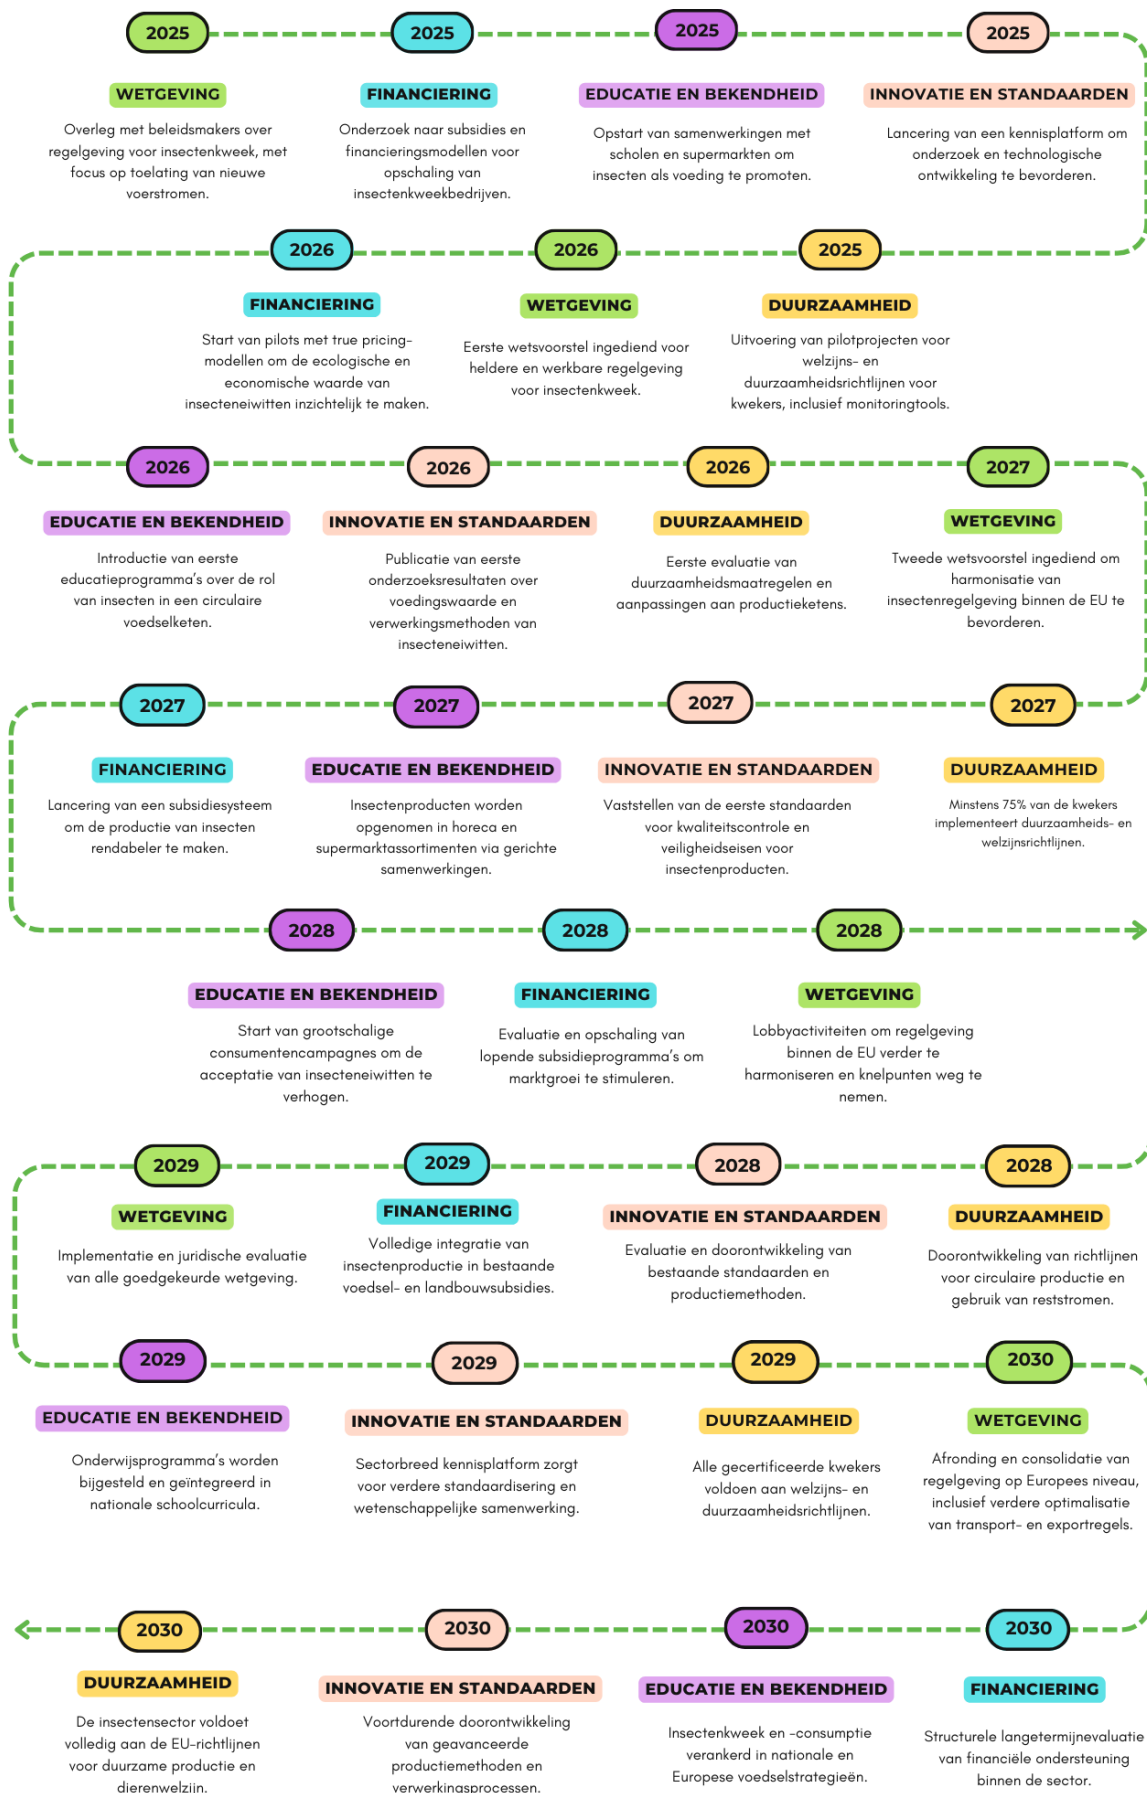 2025
WETGEVING
Overleg met beleidsmakers over
regelgeving voor insectenkweek, met
focus op toelating van nieuwe
voerstromen.
2025
FINANCIERING
Onderzoek naar subsidies en
financieringsmodellen voor
opschaling van
insectenkweekbedrijven.
2025
EDUCATIE EN BEKENDHEID
Opstart van samenwerkingen met
scholen en supermarkten om
insecten als voeding te promoten.
2025
INNOVATIE EN STANDAARDEN
Lancering van een kennisplatform om
onderzoek en technologische
ontwikkeling te bevorderen.
2026
FINANCIERING
Start van pilots met true pricing-
modellen om de ecologische en
economische waarde van
insecteneiwitten inzichtelijk te maken.
2026
WETGEVING
Eerste wetsvoorstel ingediend voor
heldere en werkbare regelgeving
voor insectenkweek.
2025
DUURZAAMHEID
Uitvoering van pilotprojecten voor
welzijns- en
duurzaamheidsrichtlijnen voor
kwekers, inclusief monitoringtools.
2026
EDUCATIE EN BEKENDHEID
Introductie van eerste
educatieprogramma's over de rol
van insecten in een circulaire
voedselketen.
2026
INNOVATIE EN STANDAARDEN
Publicatie van eerste
onderzoeksresultaten over
voedingswaarde en
verwerkingsmethoden van
insecteneiwitten.
2026
DUURZAAMHEID
Eerste evaluatie van
duurzaamheidsmaatregelen en
aanpassingen aan productieketens.
2027
WETGEVING
Tweede wetsvoorstel ingediend om
harmonisatie van
insectenregelgeving binnen de EU te
bevorderen.
2027
FINANCIERING
Lancering van een subsidiesysteem
om de productie van insecten
rendabeler te maken.
2027
EDUCATIE EN BEKENDHEID
Insectenproducten worden
opgenomen in horeca en
supermarktassortimenten via gerichte
samenwerkingen.
2027
INNOVATIE EN STANDAARDEN
Vaststellen van de eerste standaarden
voor kwaliteitscontrole en
veiligheidseisen voor
insectenproducten.
2027
DUURZAAMHEID
Minstens 75% van de kwekers
implementeert duurzaamheids- en
welzijnsrichtlijnen.
2028
EDUCATIE EN BEKENDHEID
Start van grootschalige
consumentencampagnes om de
acceptatie van insecteneiwitten te
verhogen.
2028
FINANCIERING
Evaluatie en opschaling van
lopende subsidieprogramma's om
marktgroei te stimuleren.
2028
WETGEVING
Lobbyactiviteiten om regelgeving
binnen de EU verder te
harmoniseren en knelpunten weg te
nemen.
2029
WETGEVING
Implementatie en juridische evaluatie
van alle goedgekeurde wetgeving.
2029
FINANCIERING
Volledige integratie van
insectenproductie in bestaande
voedsel- en landbouwsubsidies.
2028
INNOVATIE EN STANDAARDEN
Evaluatie en doorontwikkeling van
bestaande standaarden en
productiemethoden.
2028
DUURZAAMHEID
Doorontwikkeling van richtlijnen
voor circulaire productie en
gebruik van reststromen.
2029
EDUCATIE EN BEKENDHEID
Onderwijsprogramma's worden
bijgesteld en geïntegreerd in
nationale schoolcurricula.
2029
INNOVATIE EN STANDAARDEN
Sectorbreed kennisplatform zorgt
voor verdere standaardisering en
wetenschappelijke samenwerking.
2029
DUURZAAMHEID
Alle gecertificeerde kwekers
voldoen aan welzijns- en
duurzaamheidsrichtlijnen.
2030
WETGEVING
Afronding en consolidatie van
regelgeving op Europees niveau,
inclusief verdere optimalisatie
van transport- en exportregels.
2030
DUURZAAMHEID
De insectensector voldoet
volledig aan de EU-richtlijnen
voor duurzame productie en
dierenwelzijn.
2030
INNOVATIE EN STANDAARDEN
Voortdurende doorontwikkeling
van geavanceerde
productiemethoden en
verwerkingsprocessen.
2030
EDUCATIE EN BEKENDHEID
Insectenkweek en -consumptie
verankerd in nationale en
Europese voedselstrategieën.
2030
FINANCIERING
Structurele langetermijnevaluatie
van financiële ondersteuning
binnen de sector.